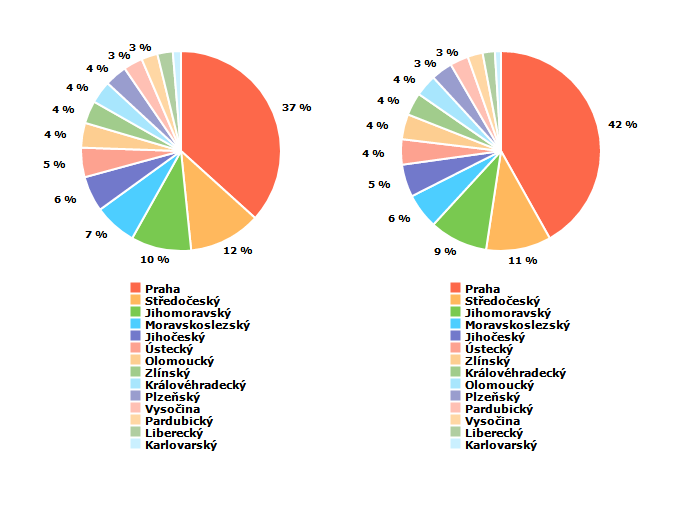 3 %
3 %
4 %
4 %
4 %
4 %
5 %
6 %
7 %
10 %
12 %
37 %
Praha
Středočeský
Jihomoravský
Moravskoslezský
Jihočeský
Ústecký
Olomoucký
Zlínský
Královéhradecký
Plzeňský
Vysočina
Pardubický
Liberecký
Karlovarský
3 %
3 %
4 %
4 %
4 %
4 %
5 %
6 %
9 %
11 %
42 %
Praha
Středočeský
Jihomoravský
Moravskoslezský
Jihočeský
Ústecký
Zlínský
Královéhradecký
Olomoucký
Plzeňský
Pardubický
Vysočina
Liberecký
Karlovarský